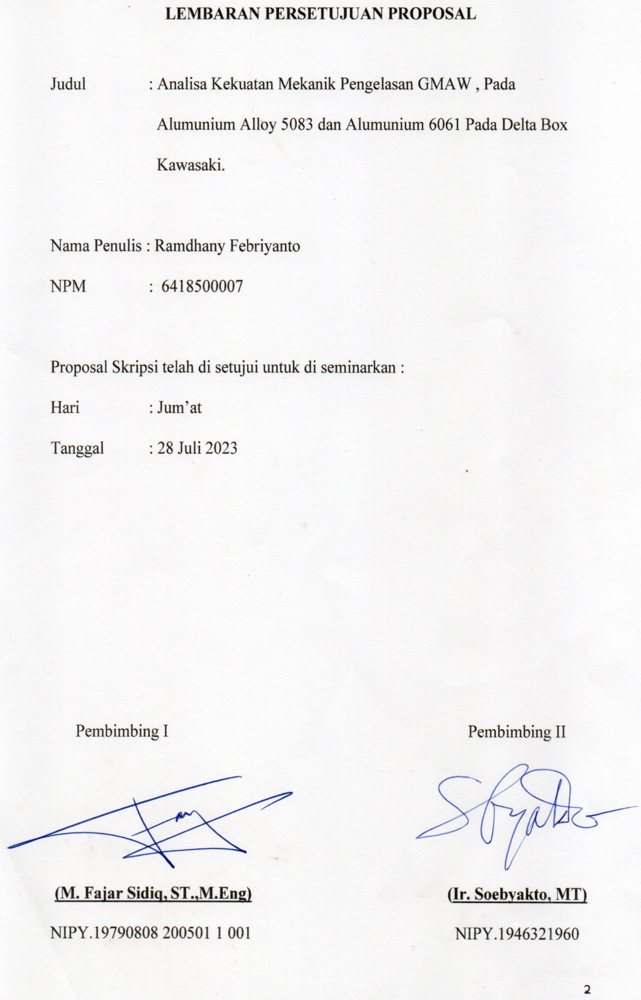 LEMBARAN PERSETUJUAN PROPOSAL
Judul : Analisa Kekuatan Mekanik Pengelasan GMAW , Pada
Alumunium Alloy 5083 dan Alumunium 6061 Pada Delta Box
Kawasaki.
Nama Penulis : Ramdhany Febriyanto
NPM : 6418500007
Proposal Skripsi telah di setujui untuk di seminarkan :
Hari : Jum’at
Tanggal : 28 Juli 2023
Pembimbing I Pembimbing II
(M. Fajar Sidiq, ST.,M.Eng) (Ir. Soebyakto, MT)
NIPY.19790808 200501 1 001 NIPY.1946321960
2